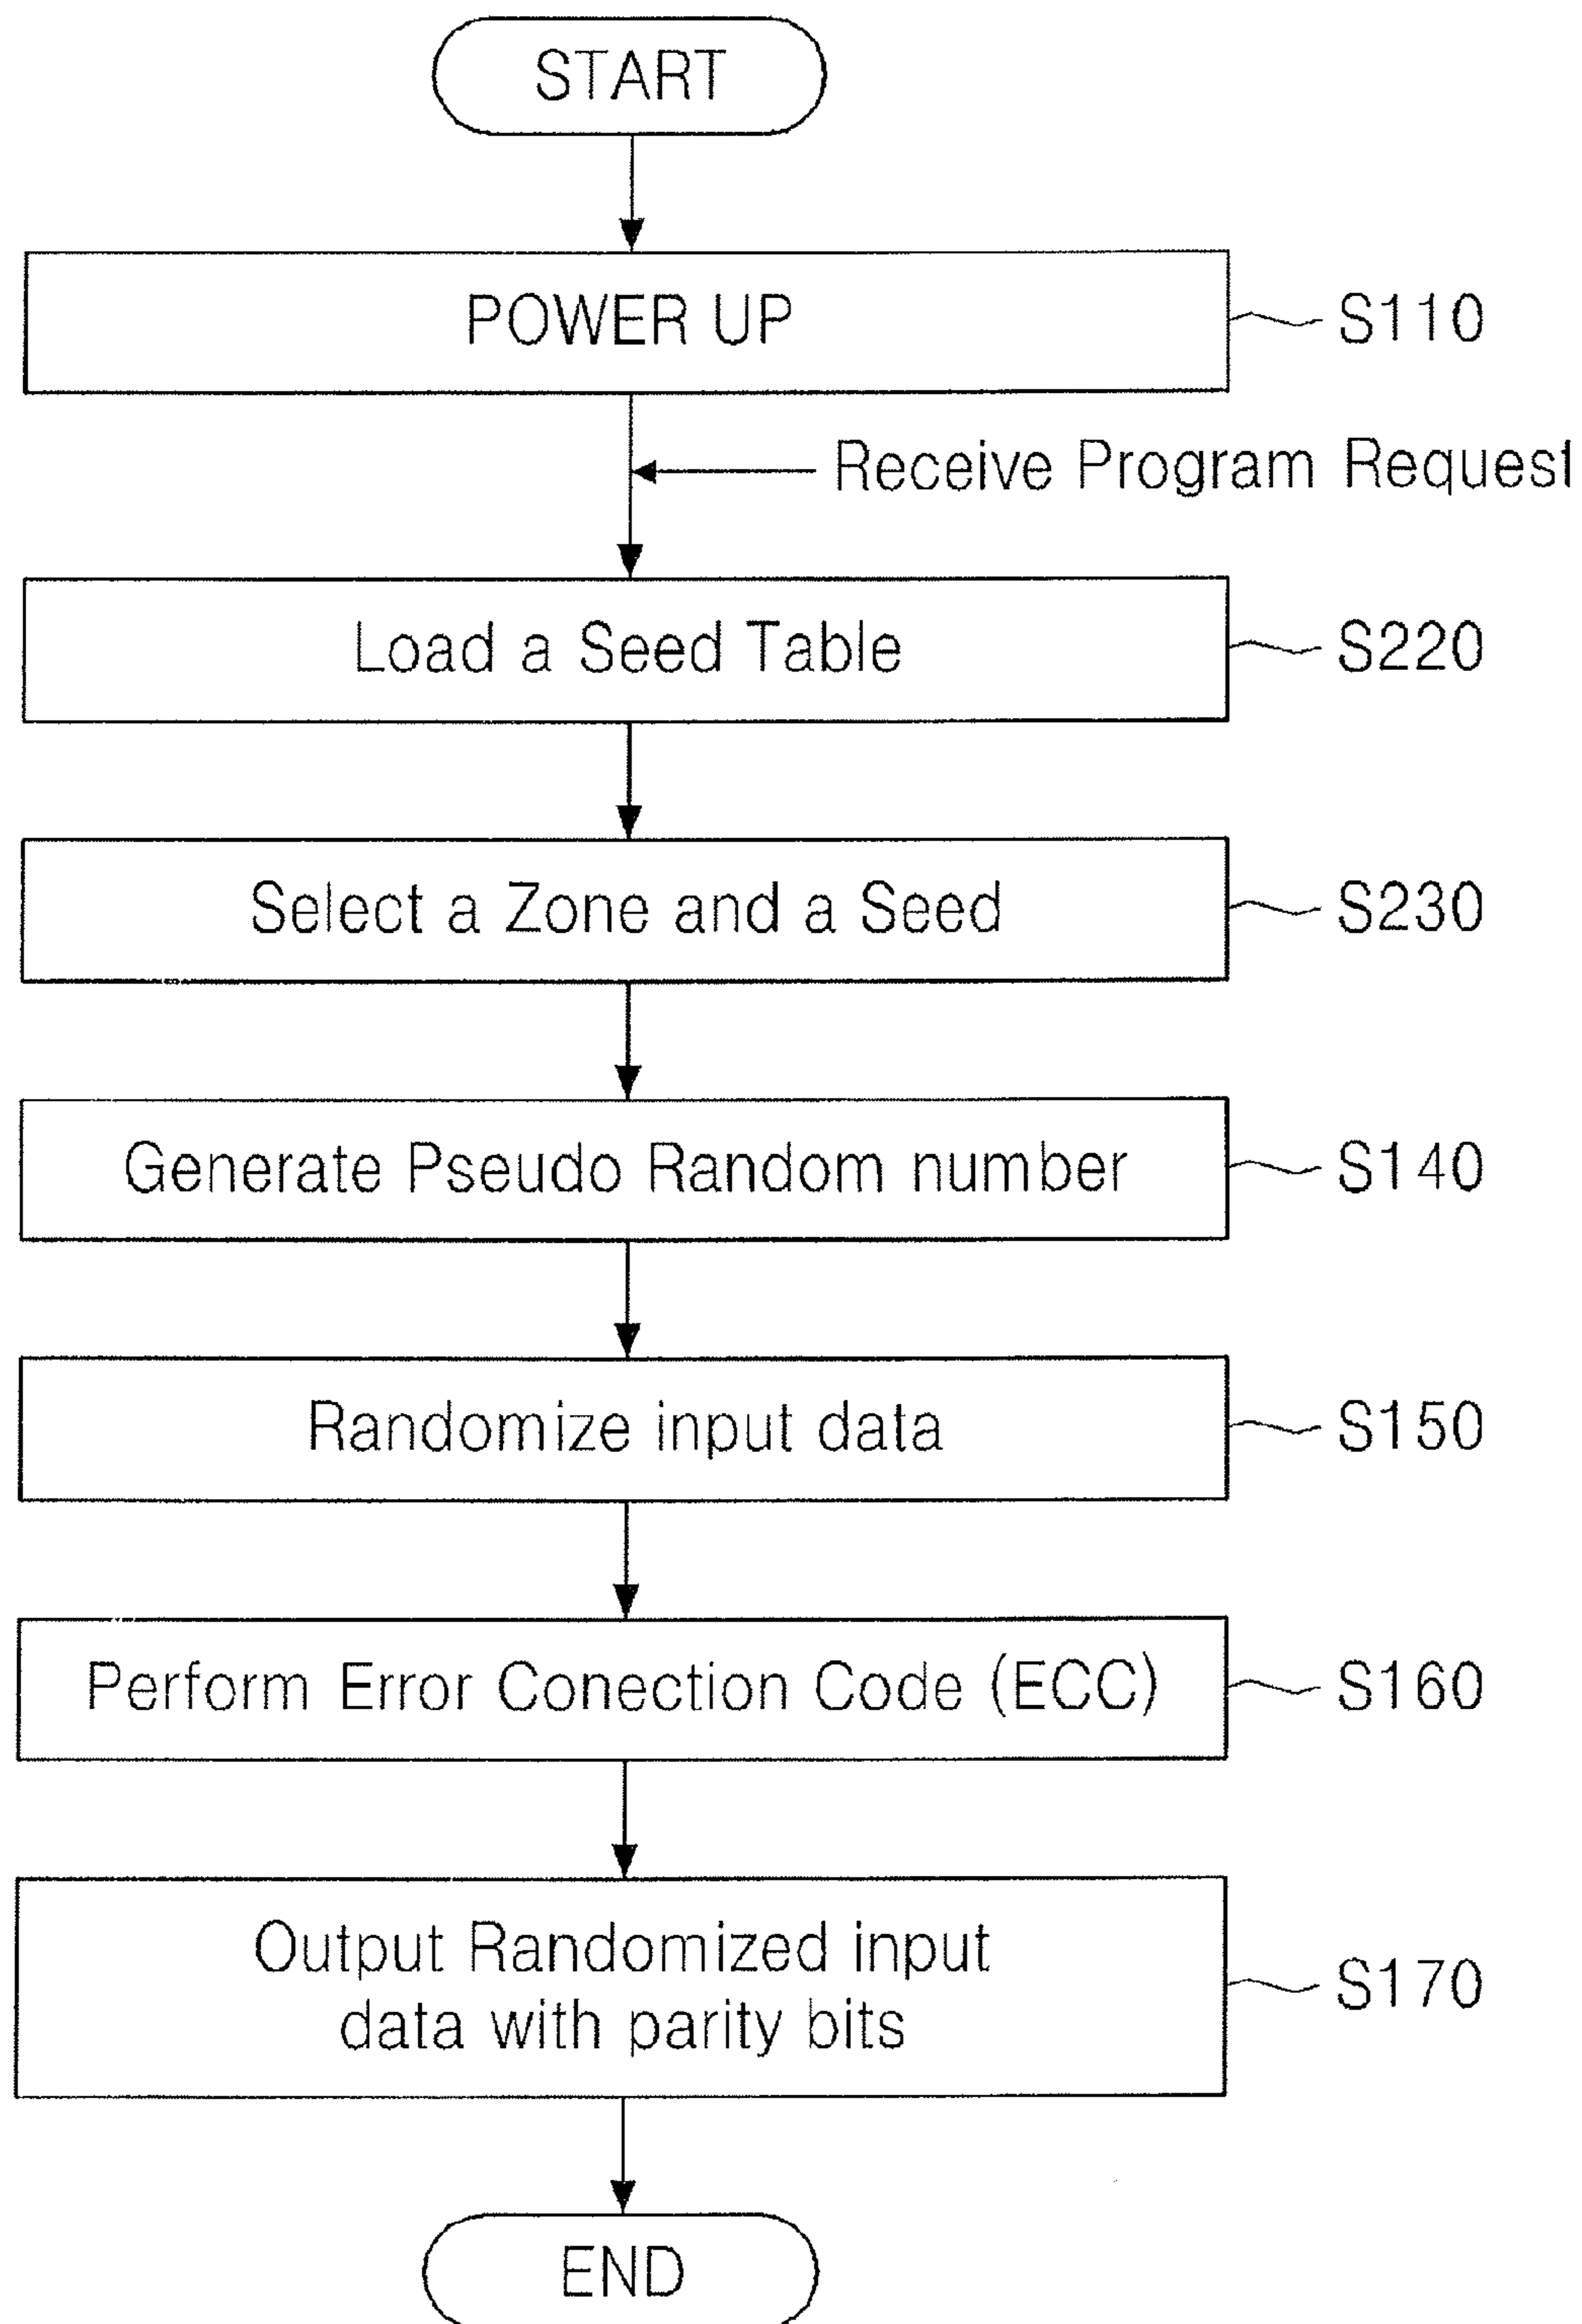 START
POWER UP
S110
Receive Program Request
Load a Seed Table
S220
Select a Zone and a Seed
S230
Generate Pseudo Random number
S140
Randomize input data
S150
Perform Error Conection Code (ECC)
S160
Output Randomized input
data with parity bits
S170
END